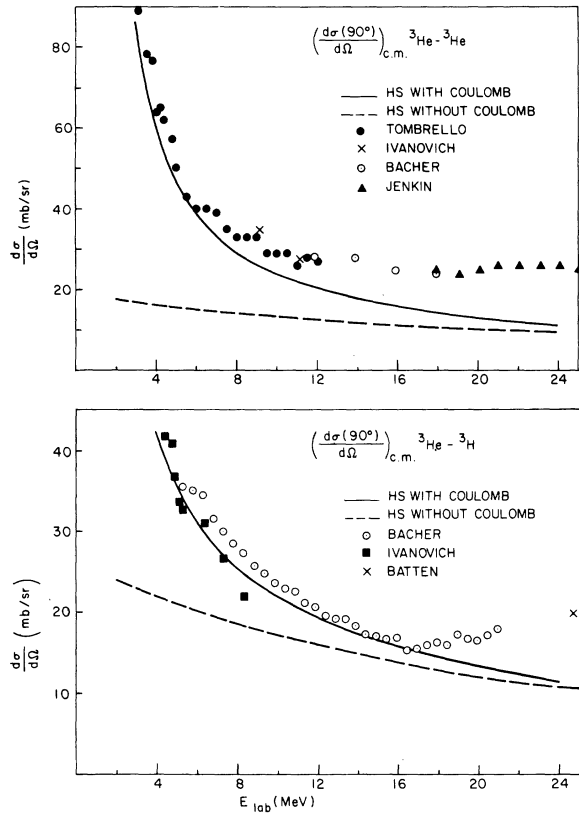 80
60
40
20
dσ/dΩ (mb/sr)
(dσ(90°)/dΩ)c.m. ³He-³He
HS WITH COULOMB
HS WITHOUT COULOMB
TOMBRELLO
IVANOVICH
BACHER
JENKIN
4 8 12 16 20 24
40
30
20
10
dσ/dΩ (mb/sr)
(dσ(90°)/dΩ)c.m. ³He-³H
HS WITH COULOMB
HS WITHOUT COULOMB
BACHER
IVANOVICH
BATTEN
4 8 12 16 20 24
E lab (MeV)